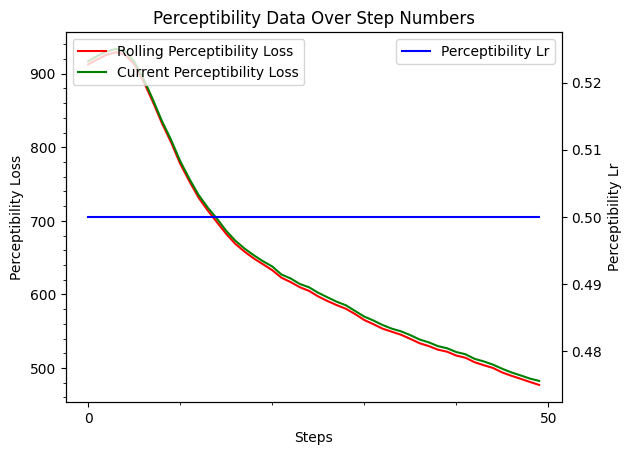 Perceptibility Data Over Step Numbers
Rolling Perceptibility Loss
Current Perceptibility Loss
Perceptibility Lr
900
800
700
600
500
Perceptibility Loss
0.52
0.51
0.50
0.49
0.48
Perceptibility Lr
0
50
Steps